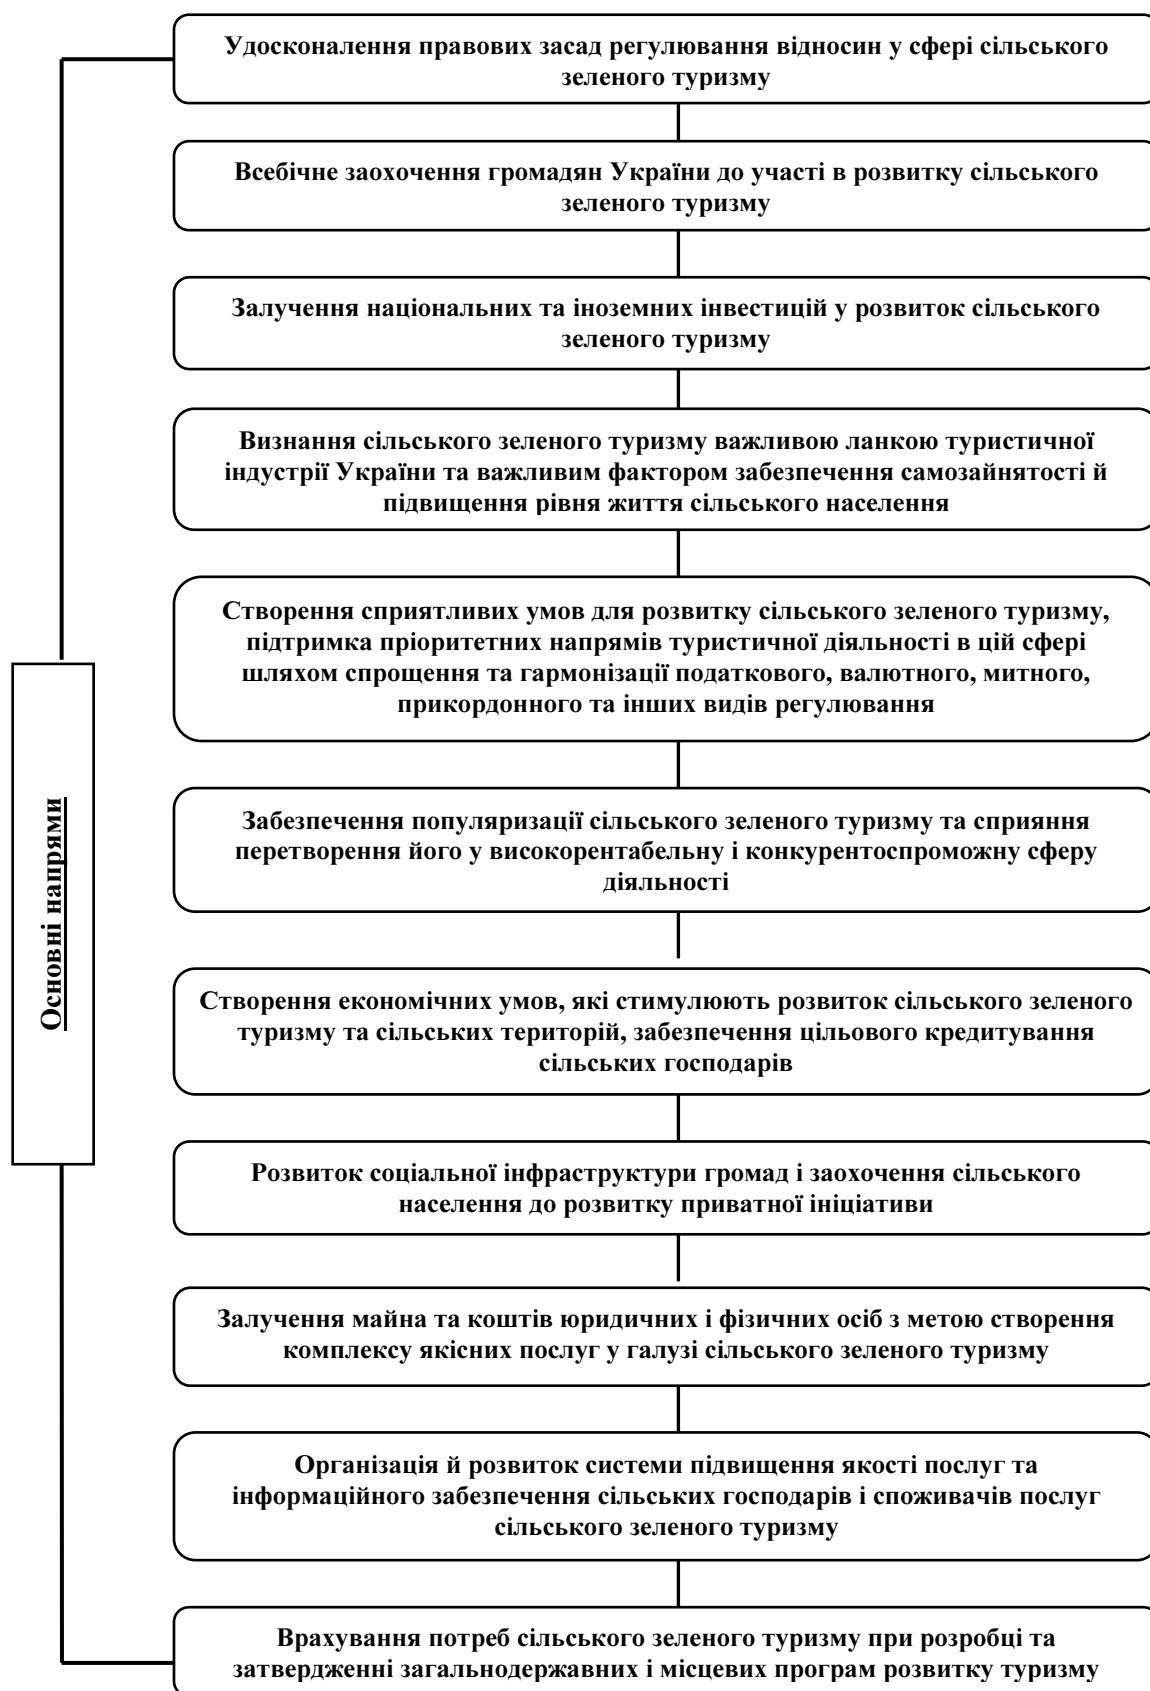 Удосконалення правових засад регулювання відносин у сфері сільського
зеленого туризму
Всебічне заохочення громадян України до участі в розвитку сільського
зеленого туризму
Залучення національних та іноземних інвестицій у розвиток сільського
зеленого туризму
Визнання сільського зеленого туризму важливою ланкою туристичної
індустрії України та важливим фактором забезпечення самозайнятості й
підвищення рівня життя сільського населення
Створення сприятливих умов для розвитку сільського зеленого туризму,
підтримка пріоритетних напрямів туристичної діяльності в цій сфері
шляхом спрощення та гармонізації податкового, валютного, митного,
прикордонного та інших видів регулювання
Основні напрями
Забезпечення популяризації сільського зеленого туризму та сприяння
перетворення його у високорентабельну і конкурентоспроможну сферу
діяльності
Створення економічних умов, які стимулюють розвиток сільського зеленого
туризму та сільських територій, забезпечення цільового кредитування
сільських господарів
Розвиток соціальної інфраструктури громад і заохочення сільського
населення до розвитку приватної ініціативи
Залучення майна та коштів юридичних і фізичних осіб з метою створення
комплексу якісних послуг у галузі сільського зеленого туризму
Організація й розвиток системи підвищення якості послуг та
інформаційного забезпечення сільських господарів і споживачів послуг
сільського зеленого туризму
Врахування потреб сільського зеленого туризму при розробці та
затвердженні загальнодержавних і місцевих програм розвитку туризму